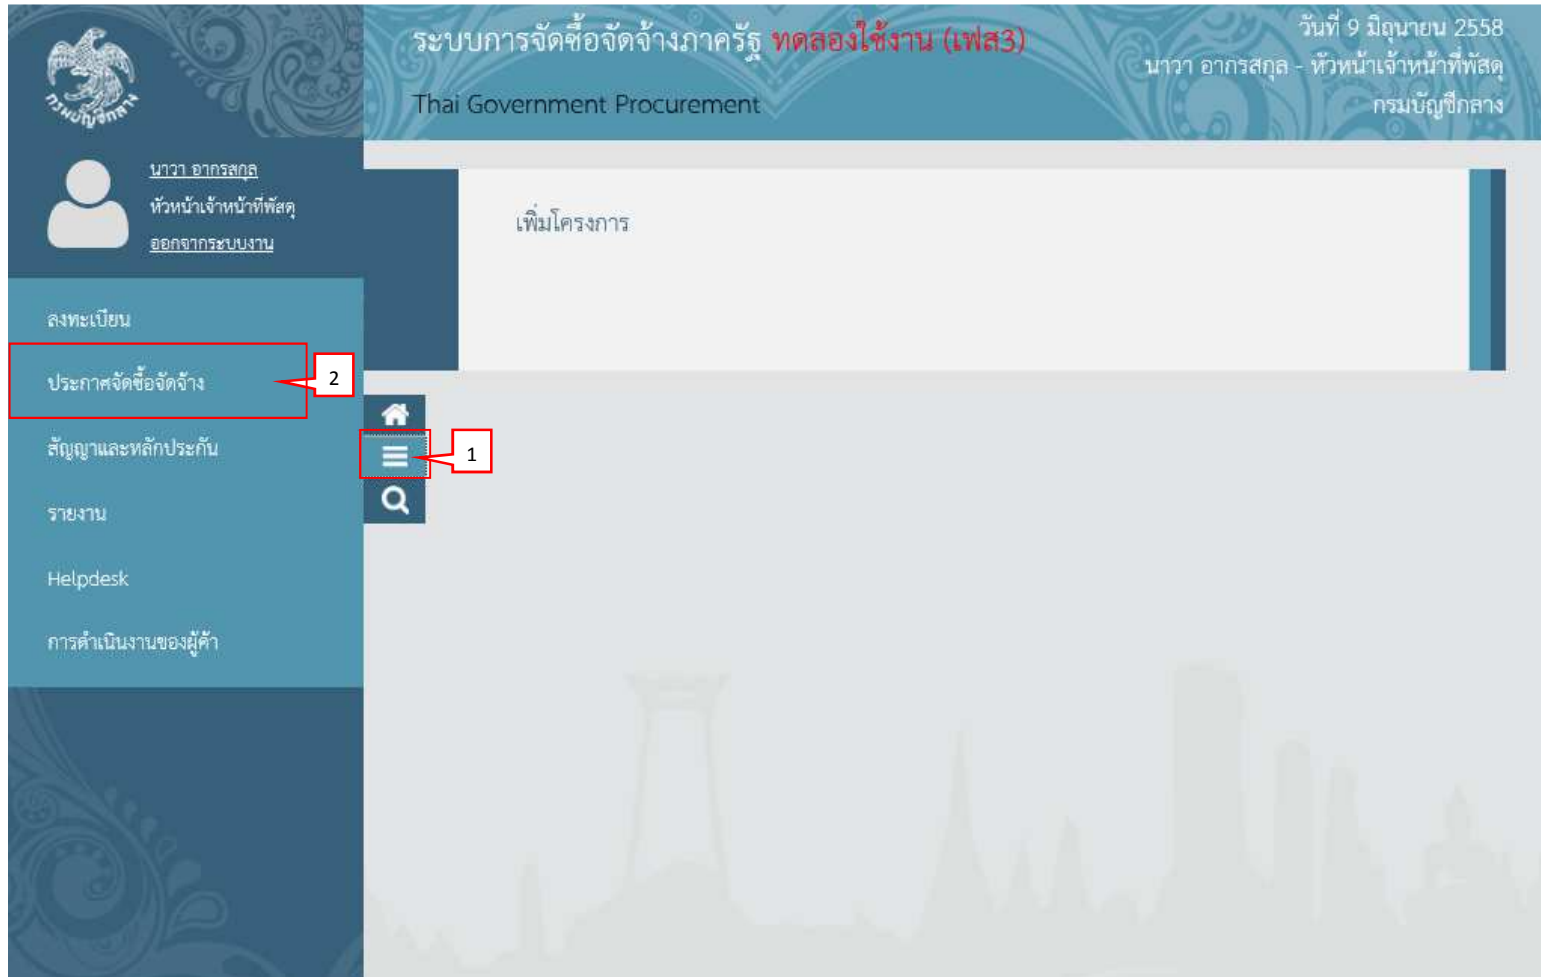 กรมบัญชีกลาง
ระบบการจัดซื้อจัดจ้างภาครัฐ ทดลองใช้งาน (เฟส3)
Thai Government Procurement
วันที่ 9 มิถุนายน 2558
นาวา อากรสกุล - หัวหน้าเจ้าหน้าที่พัสดุ
กรมบัญชีกลาง
นาวา อากรสกุล
หัวหน้าเจ้าหน้าที่พัสดุ
ออกจากระบบงาน
เพิ่มโครงการ
ลงทะเบียน
ประกาศจัดซื้อจัดจ้าง
2
สัญญาและหลักประกัน
1
รายงาน
Helpdesk
การดำเนินงานของผู้ค้า